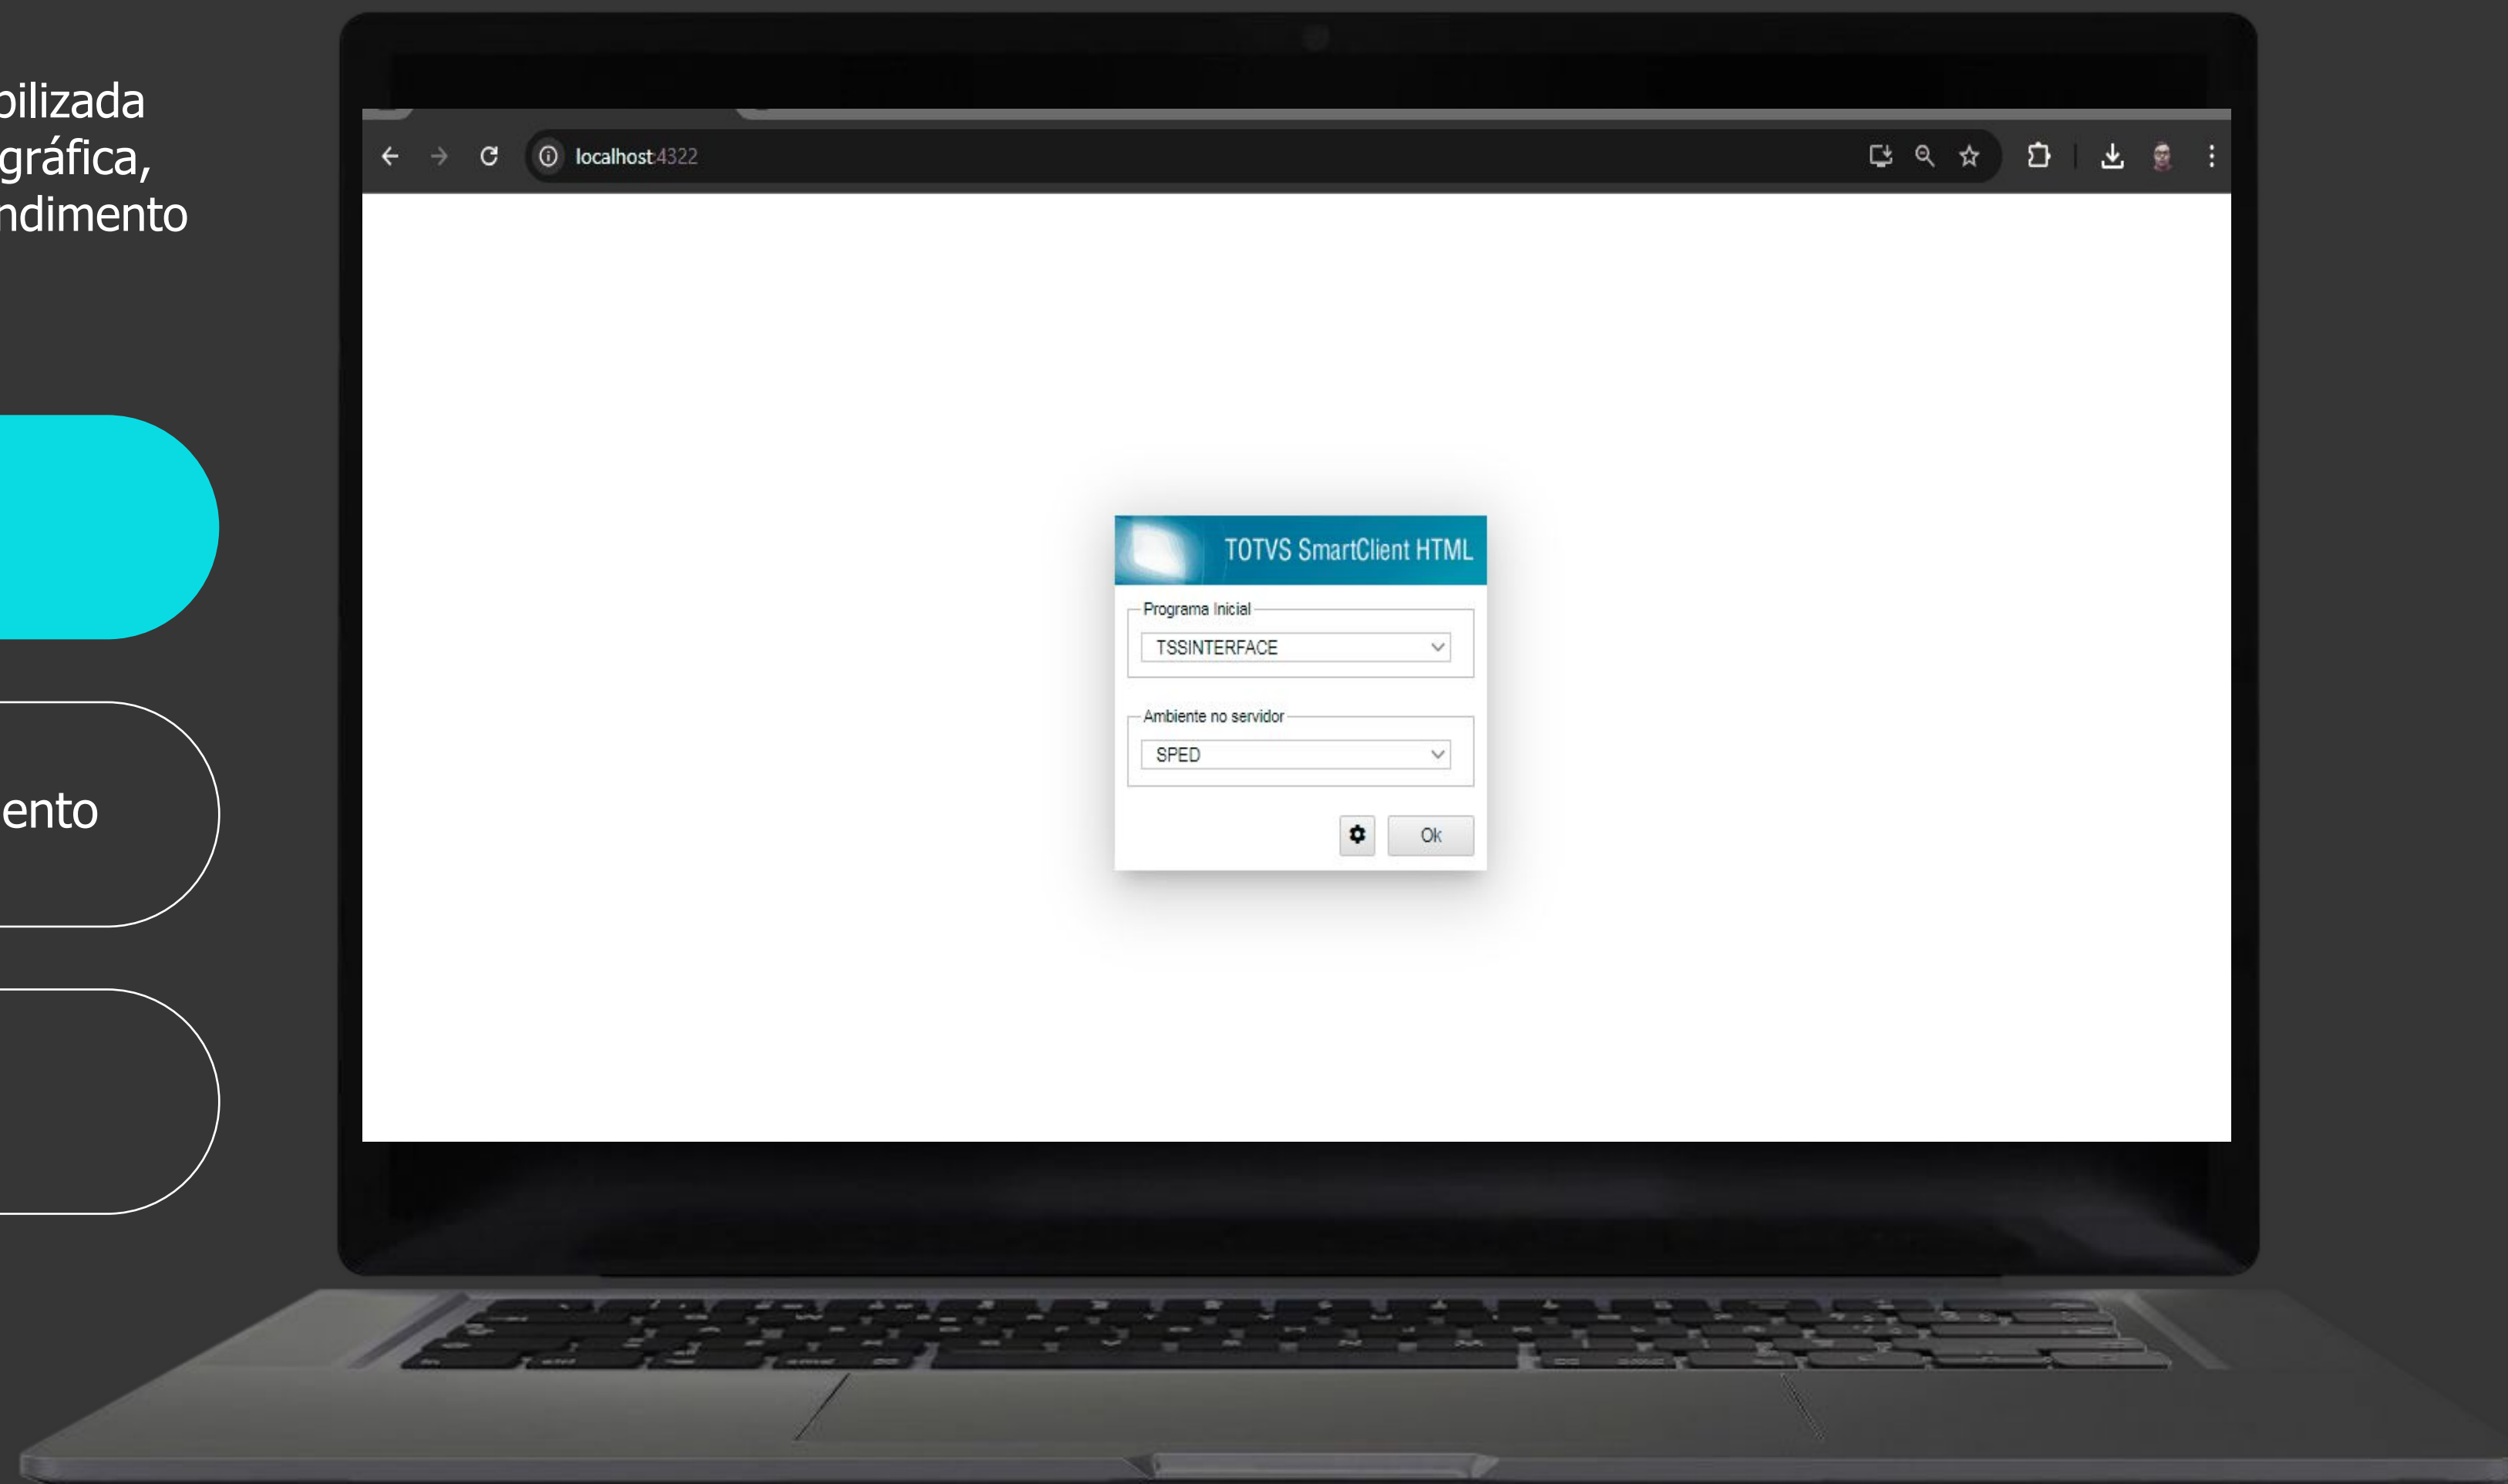 bilizada
gráfica,
ndimento
ento
localhost:4322
TOTVS SmartClient HTML
Programa Inicial
TSSINTERFACE
Ambiente no servidor
SPED
Ok